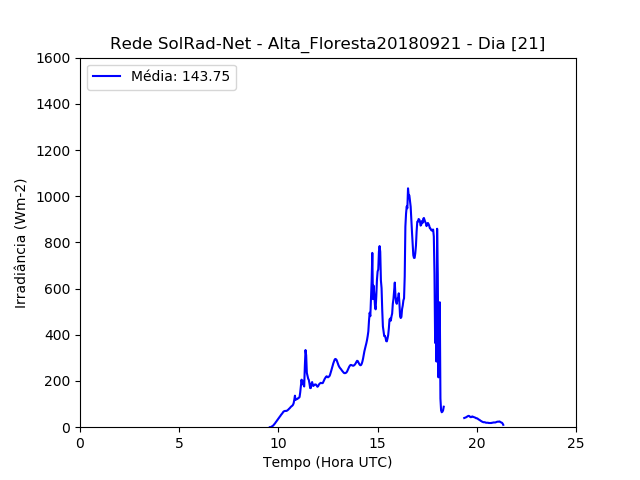 Rede SolRad-Net - Alta_Floresta20180921 - Dia [21]
Média: 143.75
Irradiância (Wm-2)
1600
1400
1200
1000
800
600
400
200
0
0 5 10 15 20 25
Tempo (Hora UTC)